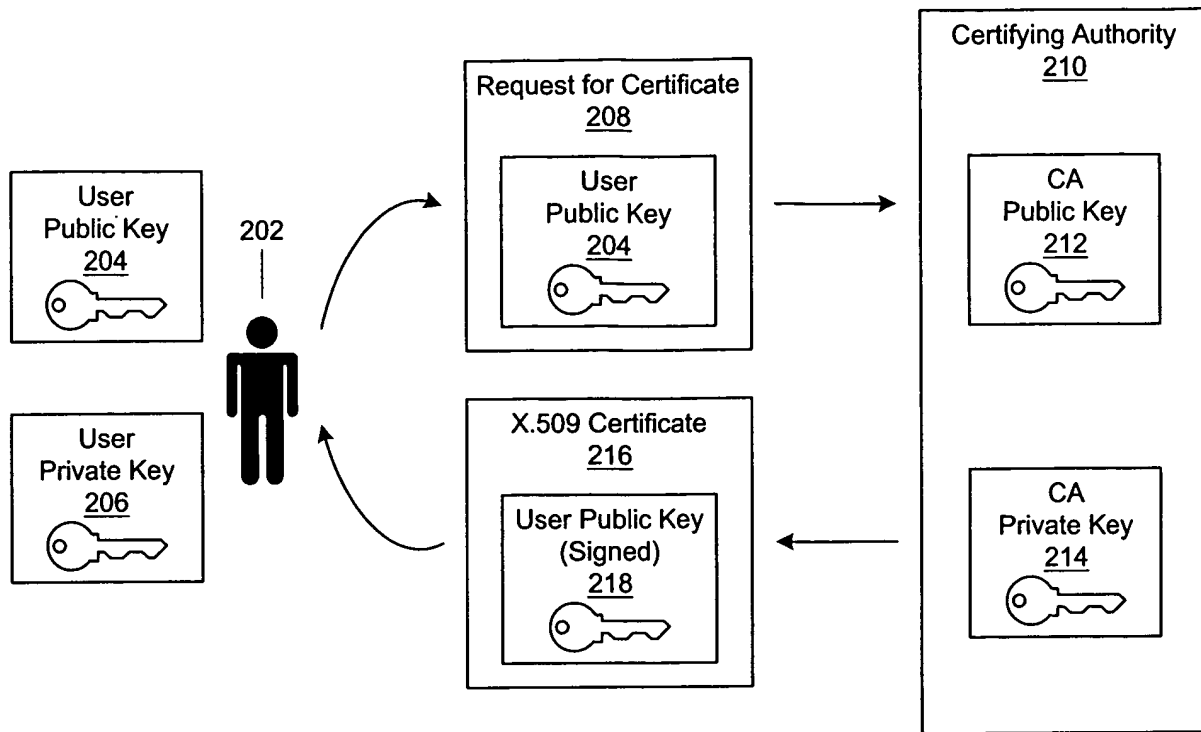 User
Public Key
204
User
Private Key
206
202
Request for Certificate
208
User
Public Key
204
X.509 Certificate
216
User Public Key
(Signed)
218
Certifying Authority
210
CA
Public Key
212
CA
Private Key
214